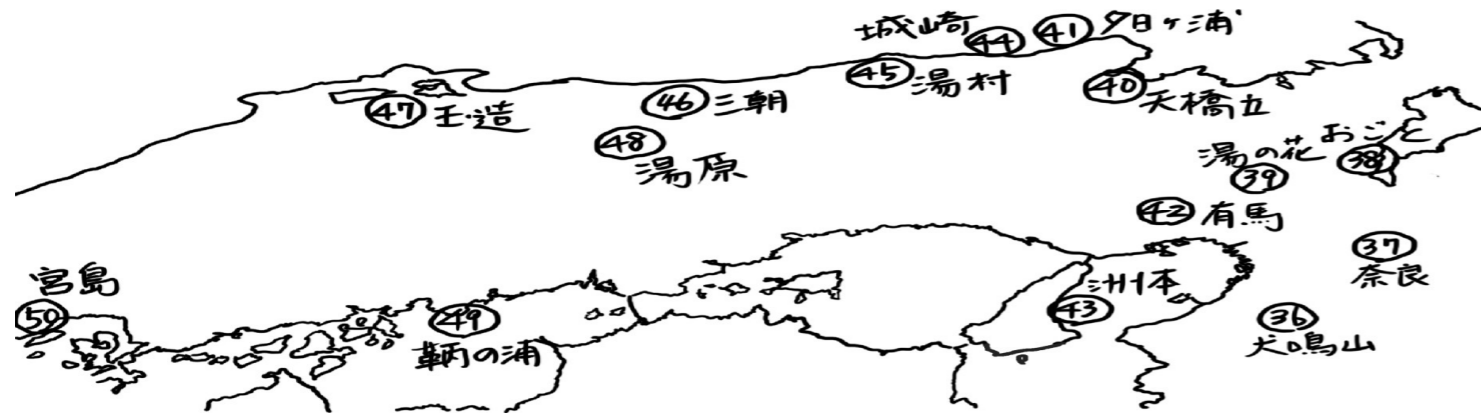 城崎 ㊹ ㊶ 夕日ヶ浦
㊺ 湯村 ㊵ 天橋立
㊼ 玉造 ㊻ 三朝
㊽ 湯原
湯の花 おごと
㊴ ㊳
㊷ 有馬
㊲ 奈良
宮島
㊿
㊾
鞆の浦
洲本
㊸
㊱
犬鳴山